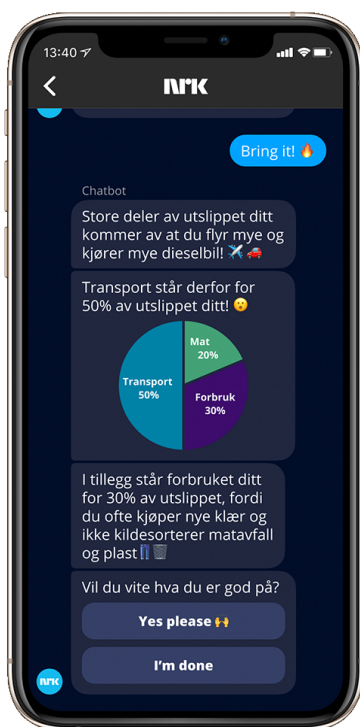 13:40
NRK
Bring it! 🔥
Chatbot
Store deler av utslippet ditt
kommer av at du flyr mye og
kjører mye dieselbil! ✈️ 🚗
Transport står derfor for
50% av utslippet ditt! 😮
Mat
20%
Transport
50%
Forbruk
30%
I tillegg står forbruket ditt
for 30% av utslippet, fordi
du ofte kjøper nye klær og
ikke kildesorterer matavfall
og plast 👖 🗑️
Vil du vite hva du er god på?
Yes please 🙌
I'm done
NRK